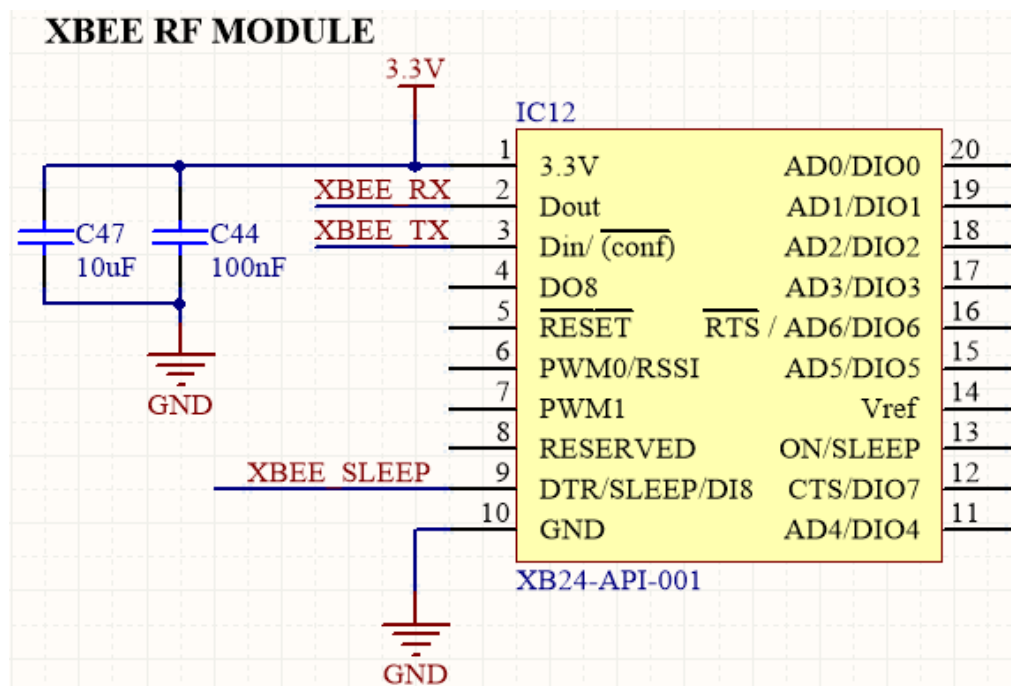 XBEE RF MODULE
3.3V
IC12
1
3.3V
AD0/DIO0
20
XBEE_RX
2
Dout
AD1/DIO1
19
XBEE_TX
3
Din/ (conf)
AD2/DIO2
18
C47
10uF
C44
100nF
4
DO8
AD3/DIO3
17
5
RESET
RTS / AD6/DIO6
16
6
PWM0/RSSI
AD5/DIO5
15
GND
7
PWM1
Vref
14
8
RESERVED
ON/SLEEP
13
XBEE_SLEEP
9
DTR/SLEEP/DI8
CTS/DIO7
12
10
GND
AD4/DIO4
11
XB24-API-001
GND